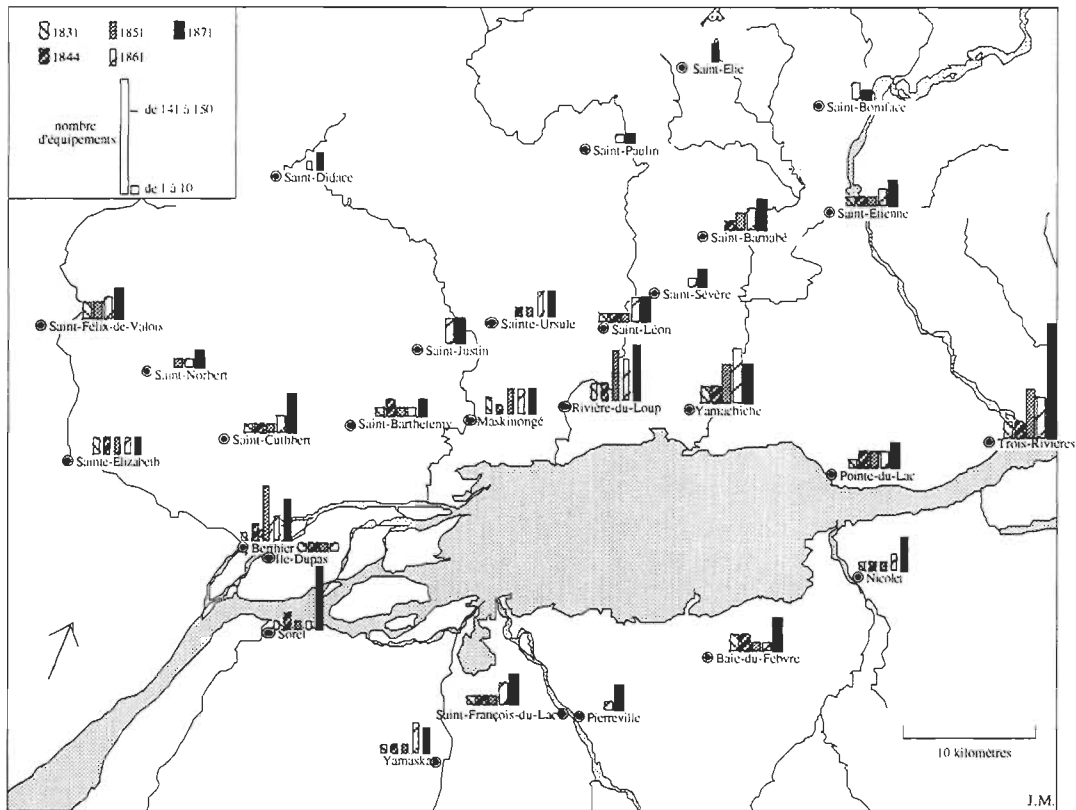 1831 1851 1871
1844 1861
nombre
d'équipements
de 141 à 150
de 1 à 10
Saint-Elie
Saint-Boniface
Saint-Paulin
Saint-Didace
Saint-Etienne
Saint-Barnabé
Saint-Sévère
Saint-Félix-de-Valois
Sainte-Ursule
Saint-Léon
Saint-Justin
Saint-Norbert
Saint-Cuthbert
Saint-Barthélemy
Maskinongé
Rivière-du-Loup
Yamachiche
Trois-Rivières
Sainte-Elizabeth
Pointe-du-Lac
Berthier
Ile-Dupas
Nicolet
Sorel
Baie-du-Febvre
Saint-François-du-Lac
Pierreville
Yamaska
10 kilomètres
J.M.